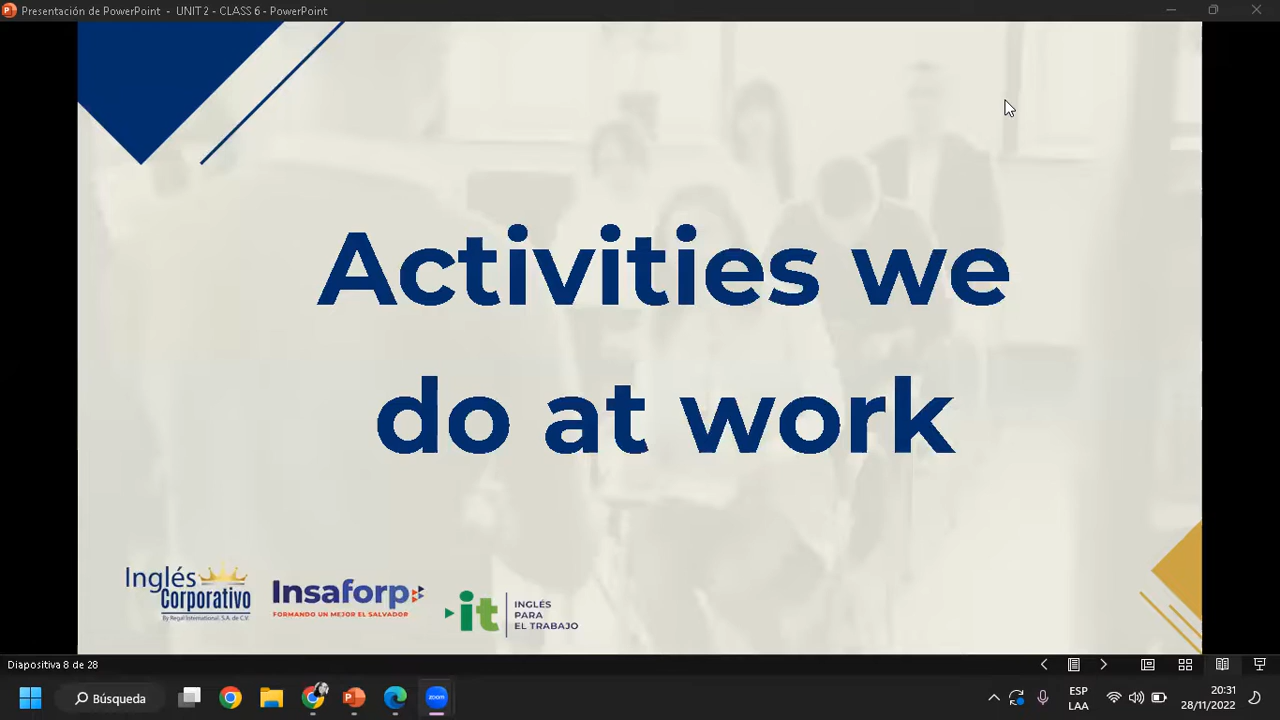 Presentación de PowerPoint - UNIT 2 - CLASS 6 - PowerPoint
Activities we
do at work
Inglés
Corporativo
By Regal International, S.A. de C.V.
Insaforp
FORMANDO UN MEJOR EL SALVADOR
it
INGLÉS
PARA
EL TRABAJO
Diapositiva 8 de 28
Búsqueda
zoom
ESP
LAA
20:31
28/11/2022